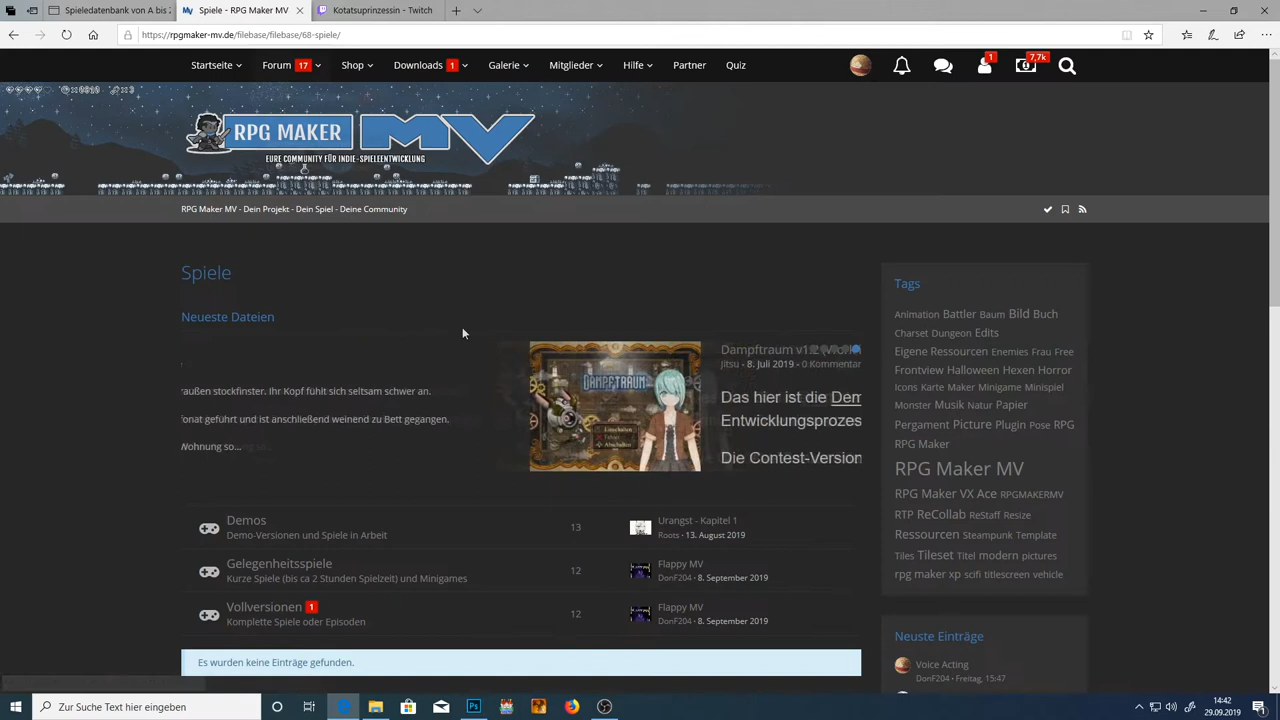 Spieledatenbank von A bis
Spiele - RPG Maker MV
Kotatsuprinzessin - Twitch
https://rpgmaker-mv.de/filebase/filebase/68-spiele/
Startseite Forum 17 Shop Downloads 1 Galerie Mitglieder Hilfe Partner Quiz 1 7,7k
RPG MAKER MV
EURE COMMUNITY FÜR INDIE-SPIELEENTWICKLUNG
RPG Maker MV - Dein Projekt - Dein Spiel - Deine Community
Spiele
Neueste Dateien
raußen stockfinster. Ihr Kopf fühlt sich seltsam schwer an.
fonat geführt und ist anschließend weinend zu Bett gegangen.
Wohnung so...
DAMPFTRAUM
Einschalten
Abschalten
Dampftraum
Jitsu - 8. Juli 2019 - 0 Kommentar
Das hier ist die Dem
Entwicklungsprozes
Die Contest-Version
Demos
Demo-Versionen und Spiele in Arbeit
13
Urangst - Kapitel 1
Roots - 13. August 2019
Gelegenheitsspiele
Kurze Spiele (bis ca 2 Stunden Spielzeit) und Minigames
12
Flappy MV
DonF204 - 8. September 2019
Vollversionen 1
Komplette Spiele oder Episoden
12
Flappy MV
DonF204 - 8. September 2019
Es wurden keine Einträge gefunden.
Tags
Animation Battler Baum Bild Buch
Charset Dungeon Edits
Eigene Ressourcen Enemies Frau Free
Frontview Halloween Hexen Horror
Icons Karte Maker Minigame Minispiel
Monster Musik Natur Papier
Pergament Picture Plugin Pose RPG
RPG Maker
RPG Maker MV
RPG Maker VX Ace RPGMAKERMV
RTP ReCollab ReStaff Resize
Ressourcen Steampunk Template
Tiles Tileset Titel modern pictures
rpg maker xp scifi titlescreen vehicle
Neuste Einträge
Voice Acting
DonF204 - Freitag, 15:47
Zur Suche Text hier eingeben
14:42
29.09.2019